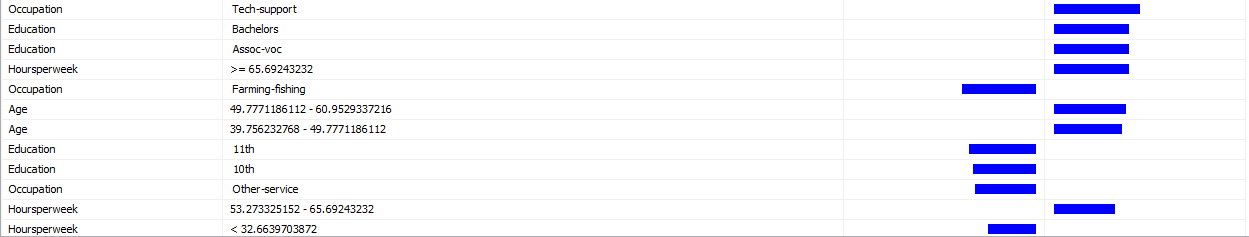 Occupation Tech-support
Education Bachelors
Education Assoc-voc
Hoursperweek >= 65.69243232
Occupation Farming-fishing
Age 49.7771186112 - 60.9529337216
Age 39.756232768 - 49.7771186112
Education 11th
Education 10th
Occupation Other-service
Hoursperweek 53.273325152 - 65.69243232
Hoursperweek < 32.6639703872